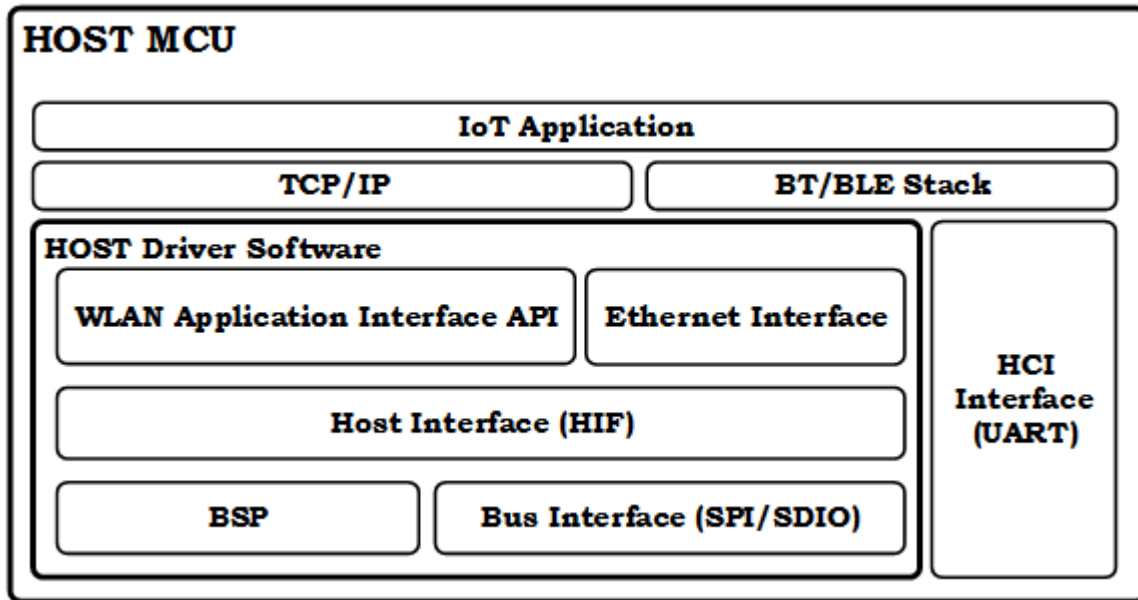 HOST MCU
IoT Application
TCP/IP
BT/BLE Stack
HOST Driver Software
WLAN Application Interface API
Ethernet Interface
Host Interface (HIF)
BSP
Bus Interface (SPI/SDIO)
HCI
Interface
(UART)